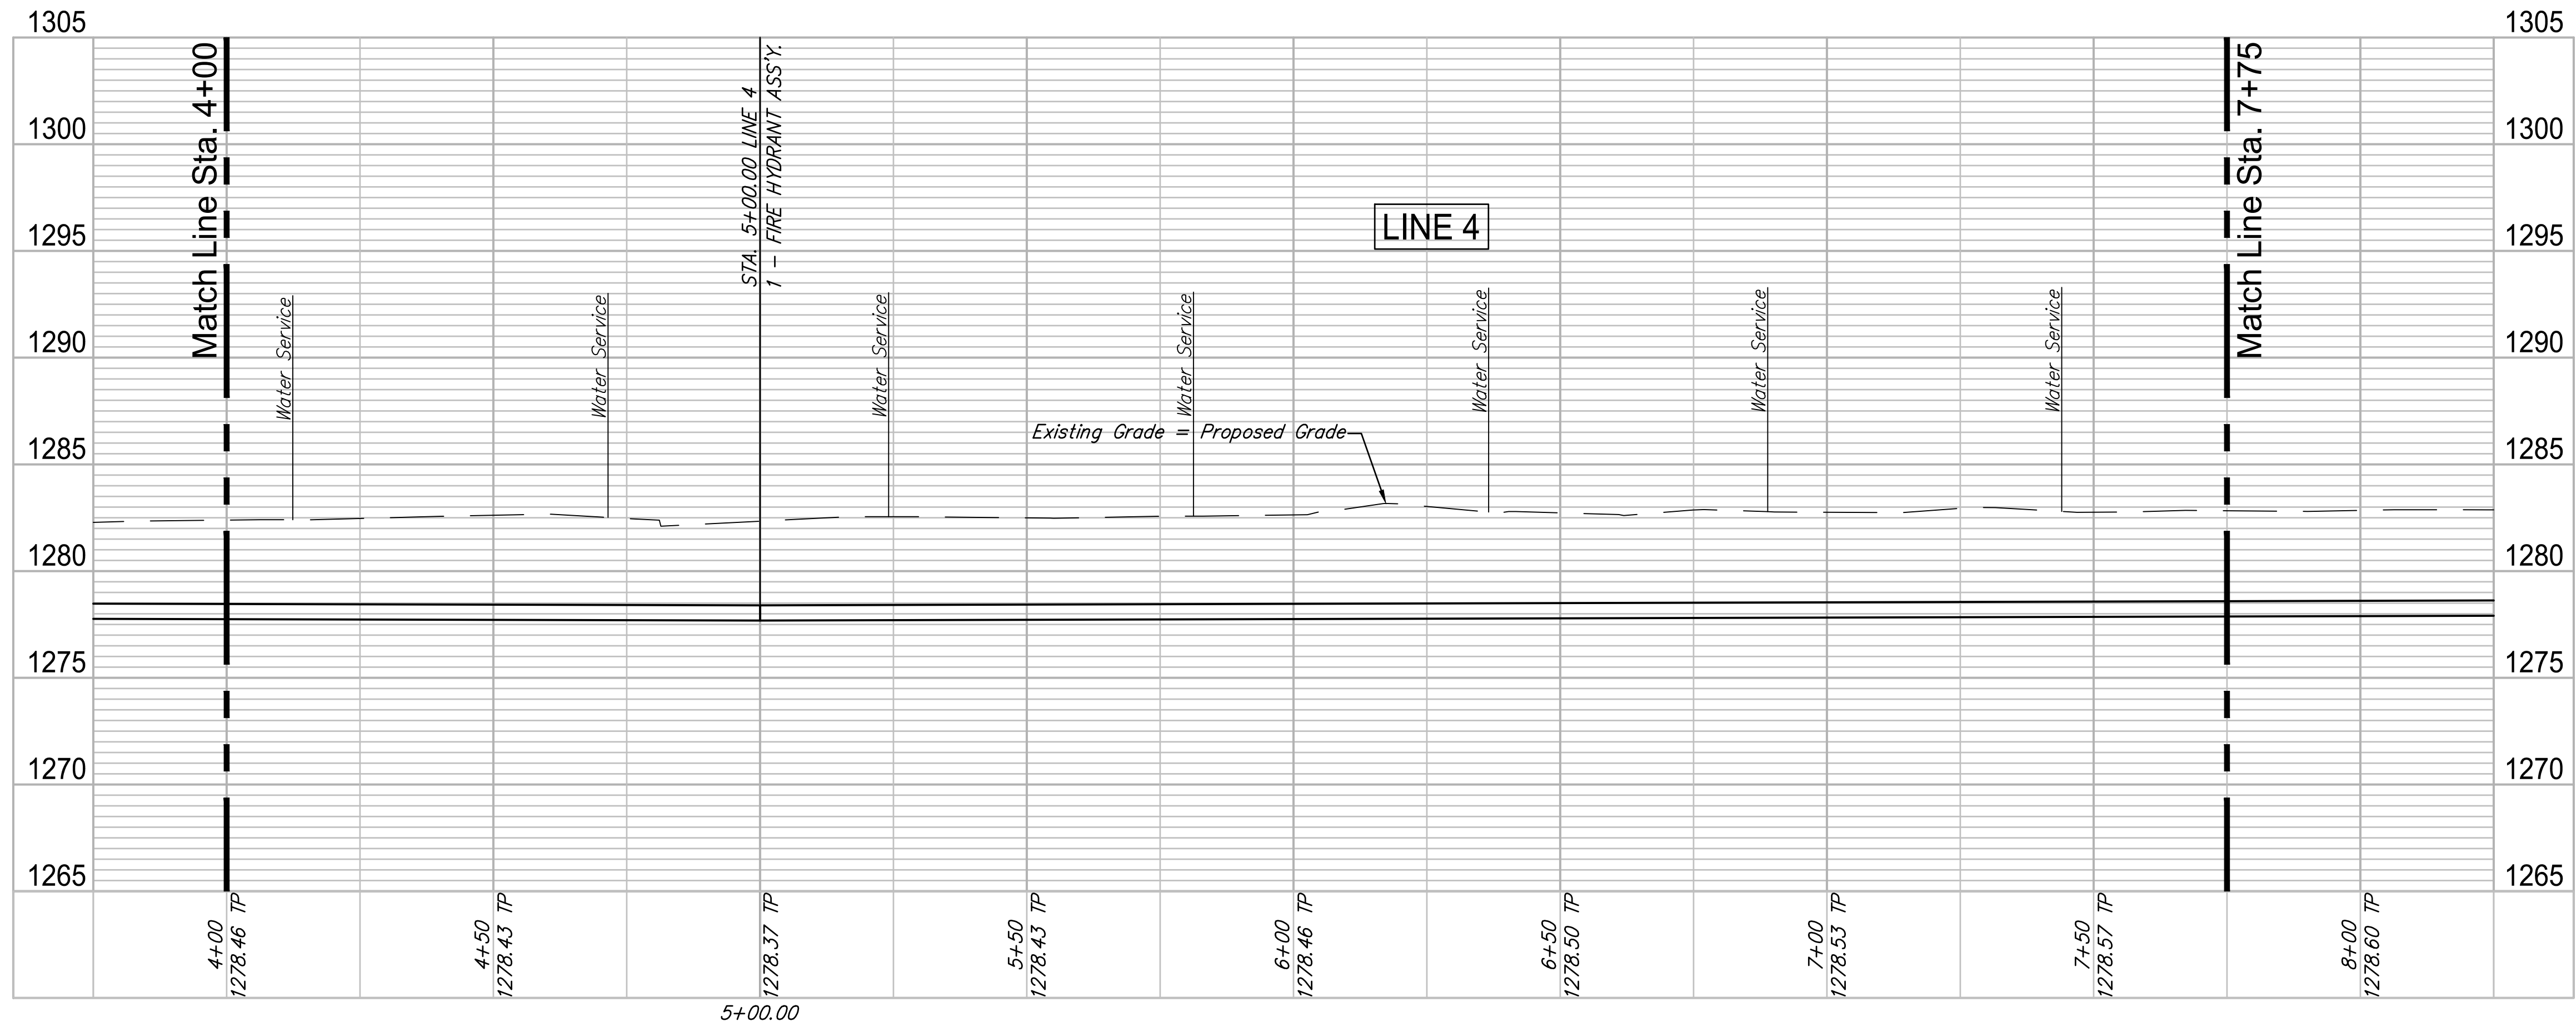 1305
1305
Match Line Sta. 4+00
STA. 5+00.00 LINE 4
1 - FIRE HYDRANT ASS'Y.
Match Line Sta. 7+75
1300
1300
1295
1295
LINE 4
Water Service
Water Service
Water Service
Water Service
Water Service
Water Service
Water Service
1290
1290
Existing Grade = Proposed Grade
1285
1285
1280
1280
1275
1275
1270
1270
1265
1265
4+00
1278.46 TP
4+50
1278.43 TP
1278.37 TP
5+50
1278.43 TP
6+00
1278.46 TP
6+50
1278.50 TP
7+00
1278.53 TP
7+50
1278.57 TP
8+00
1278.60 TP
5+00.00